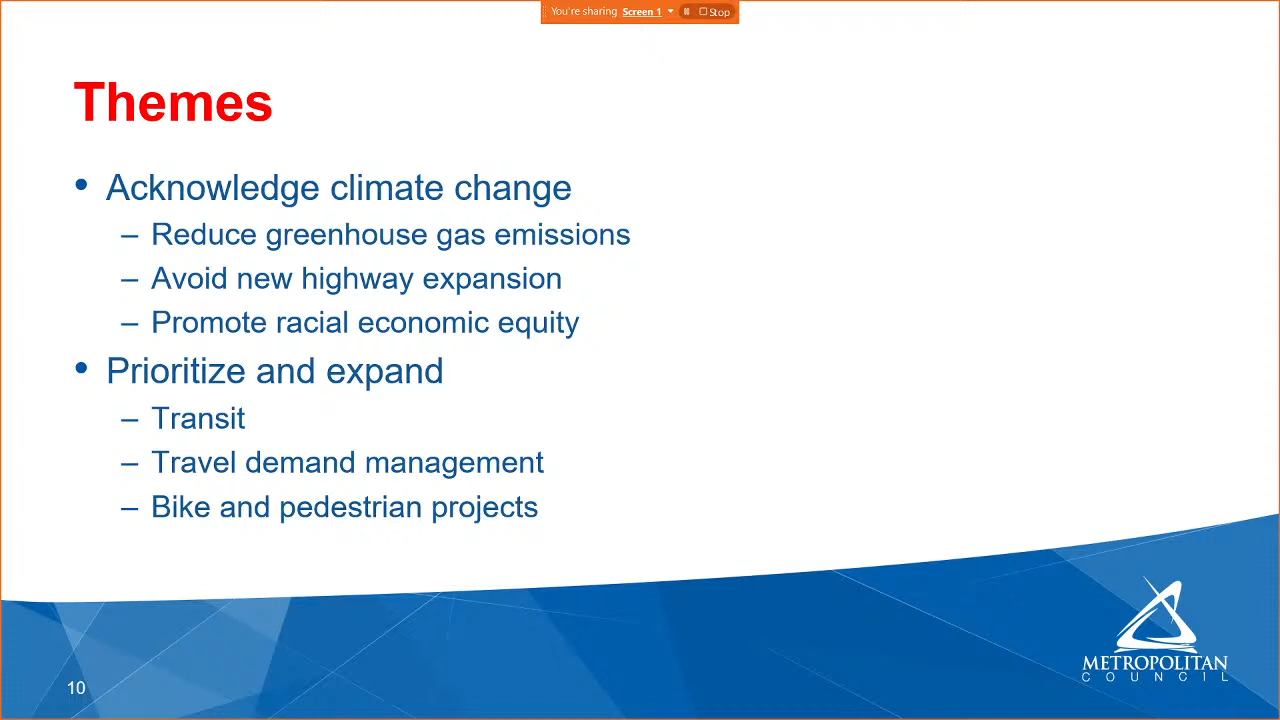 You're sharing Screen 1 Stop
Themes
• Acknowledge climate change
– Reduce greenhouse gas emissions
– Avoid new highway expansion
– Promote racial economic equity
• Prioritize and expand
– Transit
– Travel demand management
– Bike and pedestrian projects
10
METROPOLITAN
COUNCIL